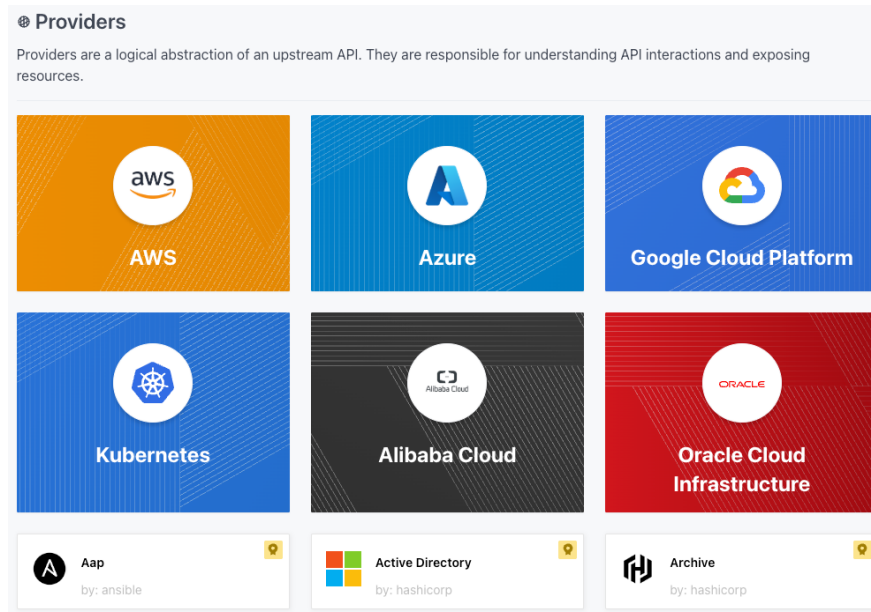 Providers
Providers are a logical abstraction of an upstream API. They are responsible for understanding API interactions and exposing
resources.
aws
AWS
Azure
Google Cloud Platform
Kubernetes
Alibaba Cloud
Alibaba Cloud
ORACLE
Oracle Cloud
Infrastructure
Aap
by: ansible
Active Directory
by: hashicorp
Archive
by: hashicorp